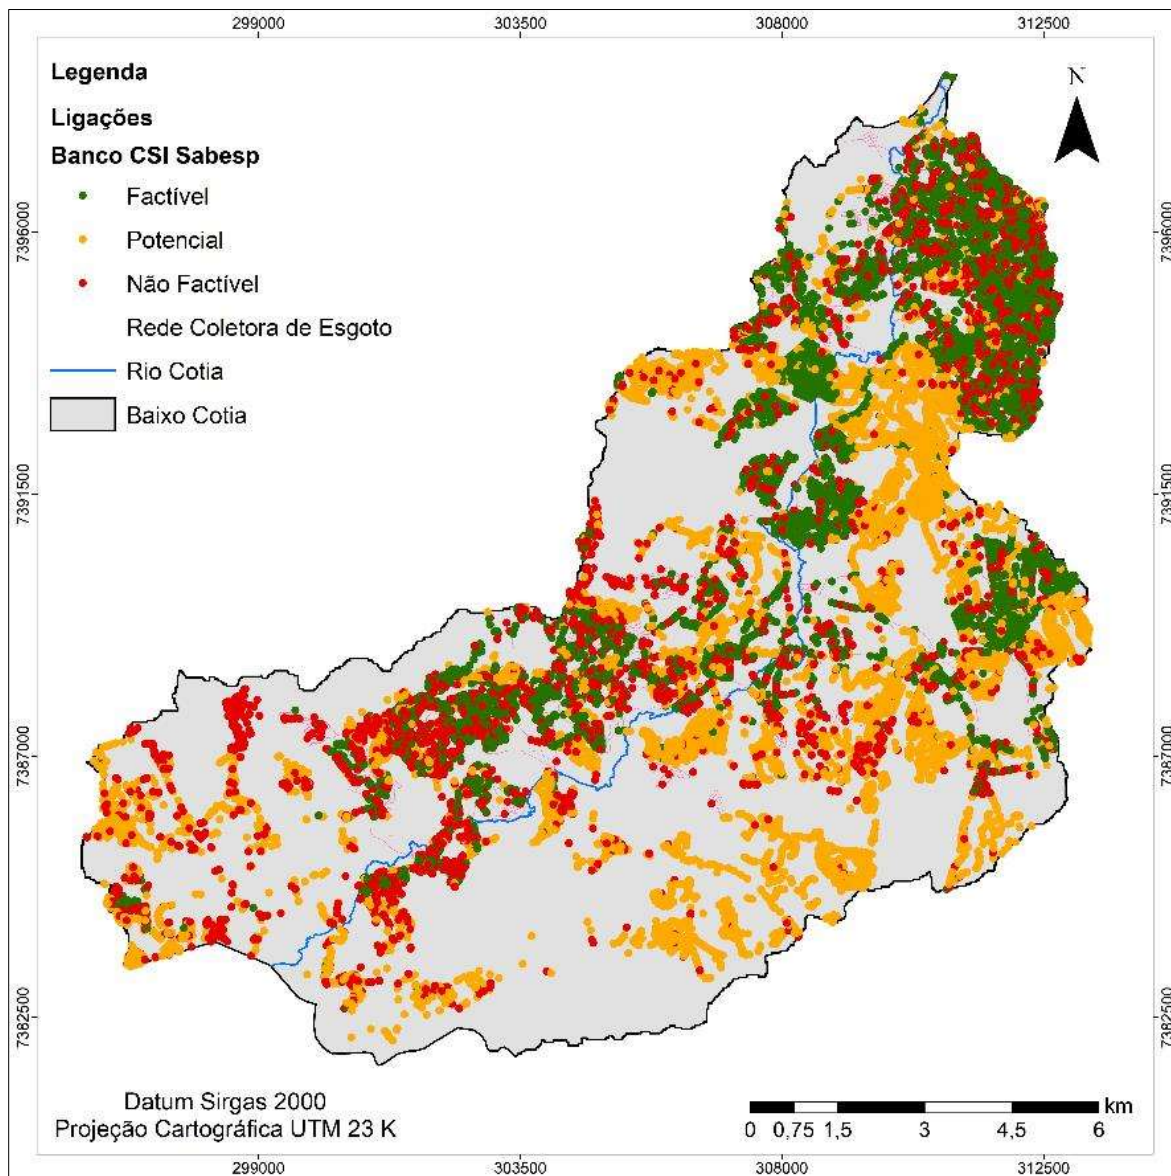 299000 303500 308000 312500
Legenda
Ligações
Banco CSI Sabesp
Factível
Potencial
Não Factível
Rede Coletora de Esgoto
Rio Cotia
Baixo Cotia
N
7396000 7396000
7391500 7391500
7387000 7387000
7382500 7382500
Datum Sirgas 2000
Projeção Cartográfica UTM 23 K
km
0 0,75 1,5 3 4,5 6
299000 303500 308000 312500